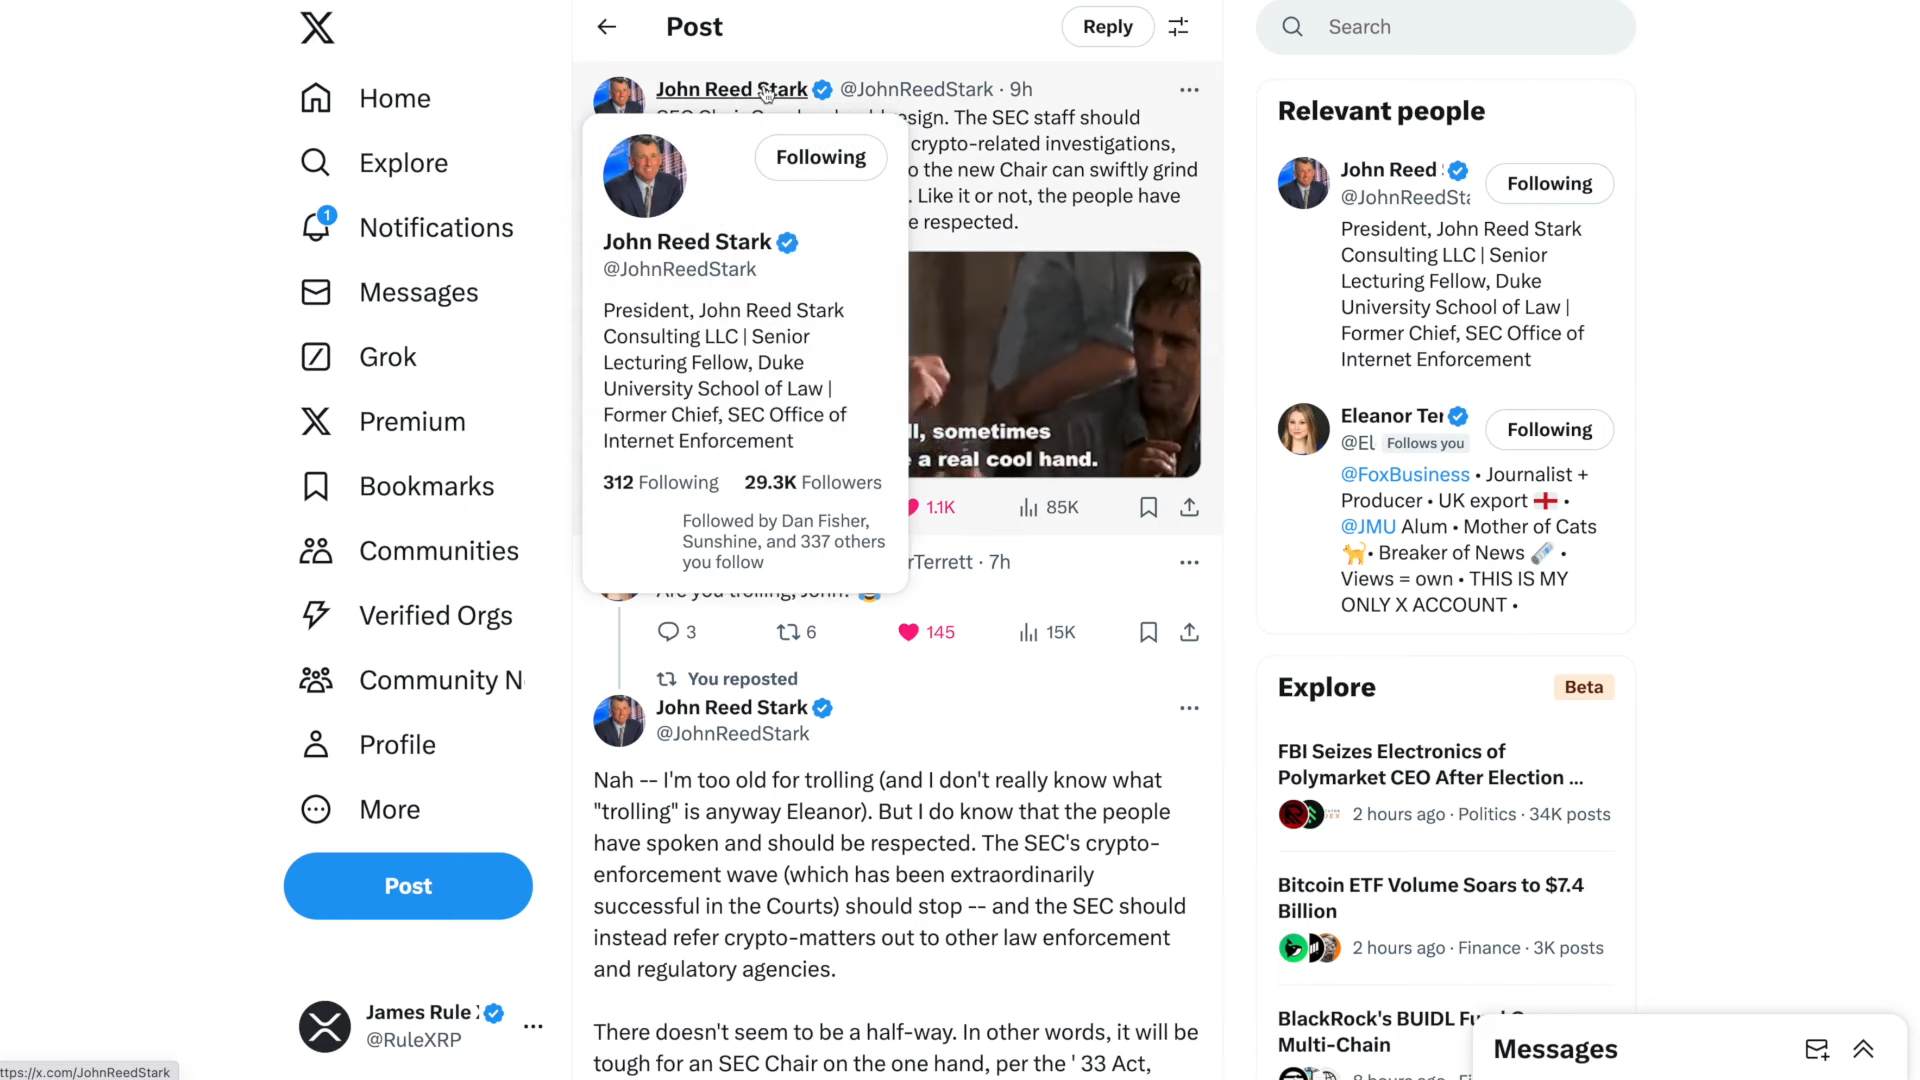 Home
Explore
1
Notifications
Messages
Grok
Premium
Bookmarks
Communities
Verified Orgs
Community N
Profile
More
Post
James Rule
@RuleXRP
ttps://x.com/JohnReedStark
Post
Reply
John Reed Stark @JohnReedStark · 9h
esign. The SEC staff should
crypto-related investigations,
o the new Chair can swiftly grind
. Like it or not, the people have
e respected.
ll, sometimes
a real cool hand.
1.1K 85K
Following
John Reed Stark
@JohnReedStark
President, John Reed Stark
Consulting LLC | Senior
Lecturing Fellow, Duke
University School of Law |
Former Chief, SEC Office of
Internet Enforcement
312 Following 29.3K Followers
Followed by Dan Fisher,
Sunshine, and 337 others
you follow
rTerrett · 7h
Are you trolling, John? 😂
3 6 145 15K
You reposted
John Reed Stark
@JohnReedStark
Nah -- I'm too old for trolling (and I don't really know what
"trolling" is anyway Eleanor). But I do know that the people
have spoken and should be respected. The SEC's crypto-
enforcement wave (which has been extraordinarily
successful in the Courts) should stop -- and the SEC should
instead refer crypto-matters out to other law enforcement
and regulatory agencies.
There doesn't seem to be a half-way. In other words, it will be
tough for an SEC Chair on the one hand, per the ' 33 Act,
Search
Relevant people
John Reed
@JohnReedSta
Following
President, John Reed Stark
Consulting LLC | Senior
Lecturing Fellow, Duke
University School of Law |
Former Chief, SEC Office of
Internet Enforcement
Eleanor Ter
@El Follows you
Following
@FoxBusiness • Journalist +
Producer • UK export 🏴󠁧󠁢󠁥󠁮󠁧󠁿 •
@JMU Alum • Mother of Cats
🐈• Breaker of News 🗞️ •
Views = own • THIS IS MY
ONLY X ACCOUNT •
Explore
Beta
FBI Seizes Electronics of
Polymarket CEO After Election ...
2 hours ago · Politics · 34K posts
Bitcoin ETF Volume Soars to $7.4
Billion
2 hours ago · Finance · 3K posts
BlackRock's BUIDL
Multi-Chain
Messages